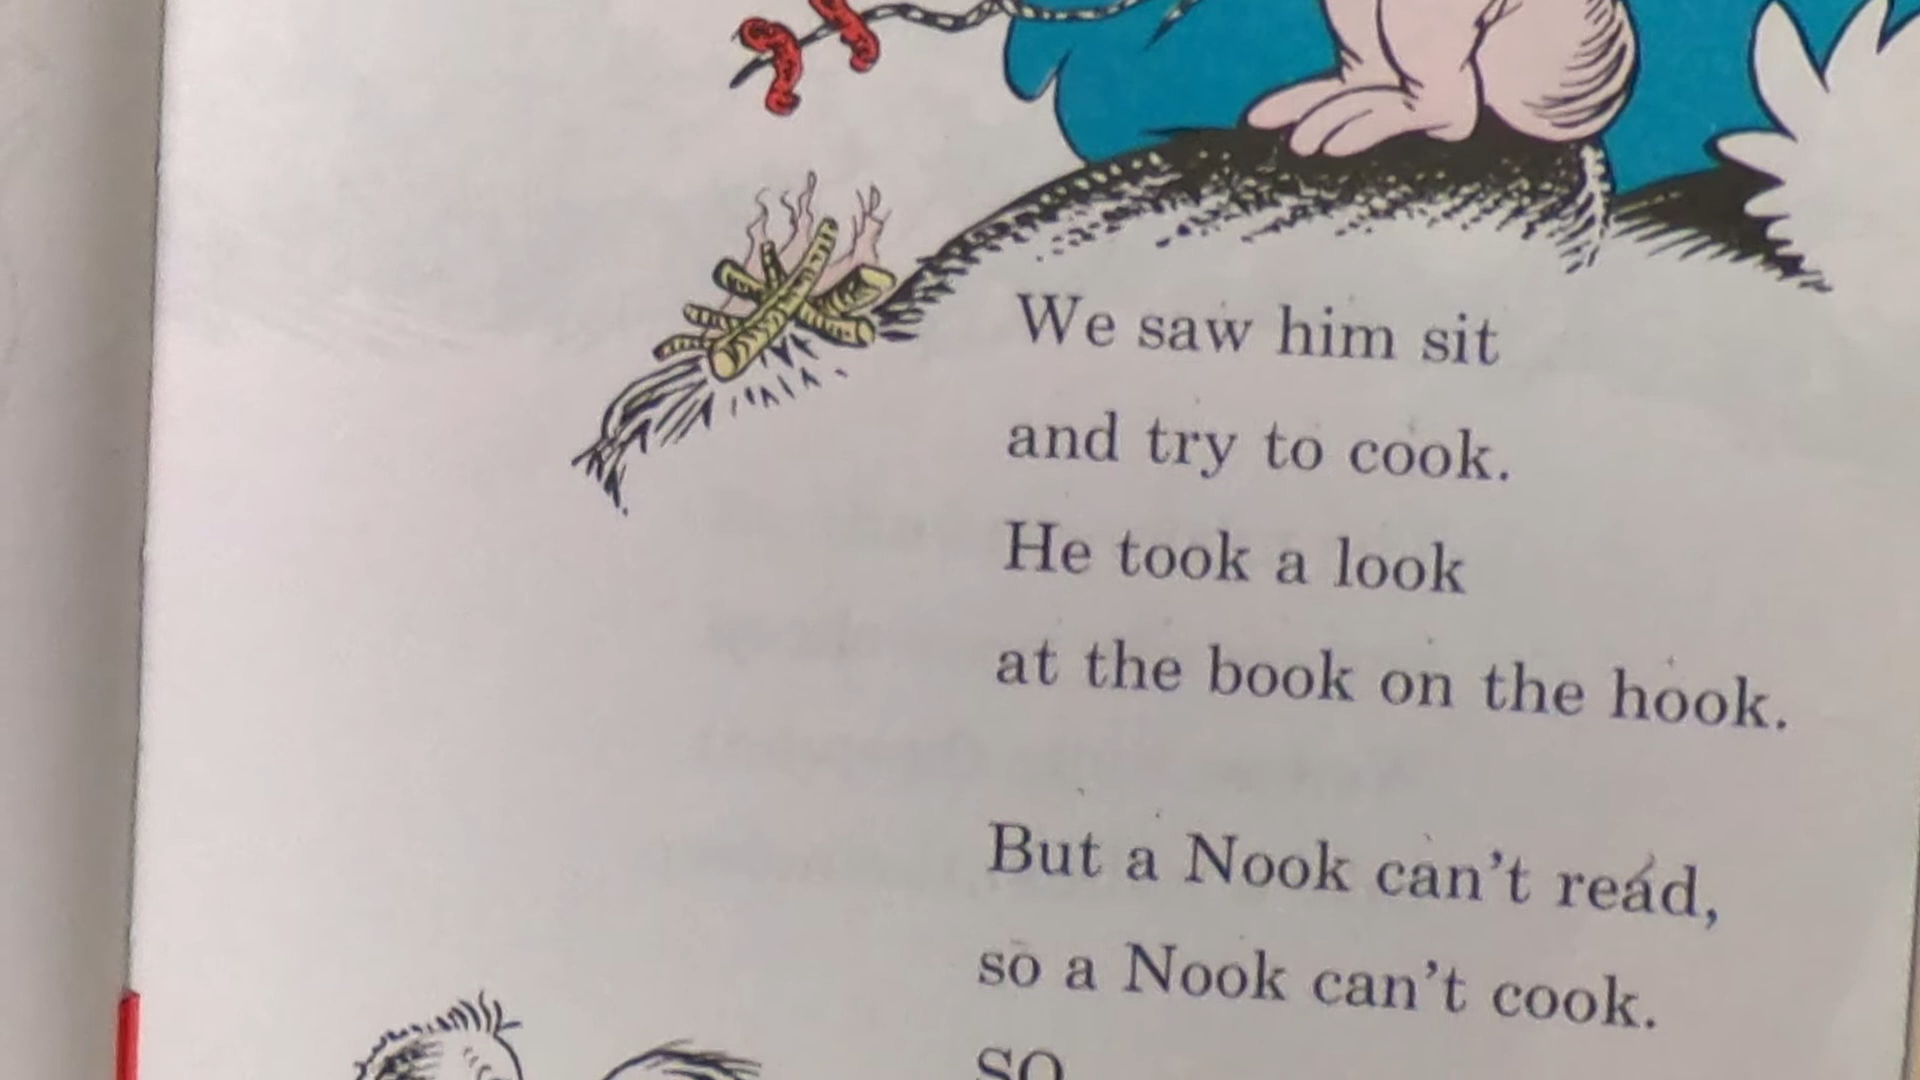 We saw him sit
and try to cook.
He took a look
at the book on the hook.
But a Nook can't read,
so a Nook can't cook.
SO